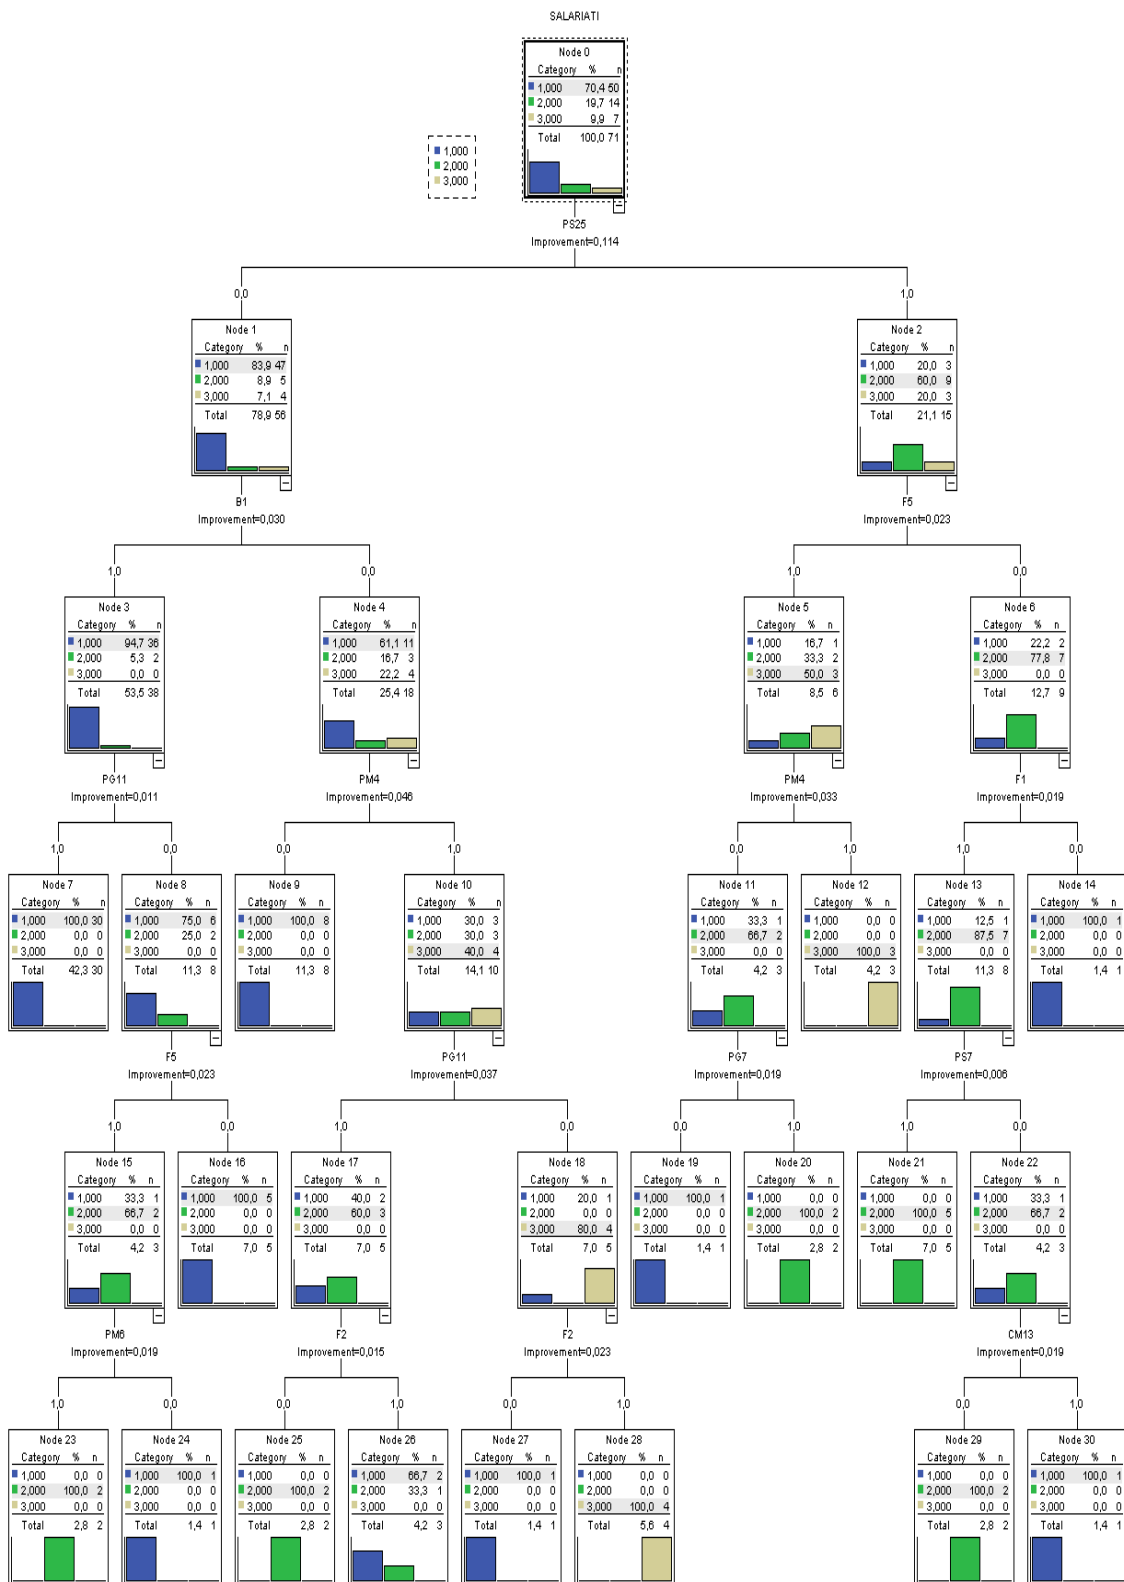 SALARIATI
Node 0
Category % n
1,000 70,4 50
2,000 19,7 14
3,000 9,9 7
Total 100,0 71
1,000
2,000
3,000
PS25
Improvement=0,114
0,0
1,0
Node 1
Category % n
1,000 83,9 47
2,000 8,9 5
3,000 7,1 4
Total 78,9 56
Node 2
Category % n
1,000 20,0 3
2,000 60,0 9
3,000 20,0 3
Total 21,1 15
B1
Improvement=0,030
F5
Improvement=0,023
1,0
0,0
1,0
0,0
Node 3
Category % n
1,000 94,7 36
2,000 5,3 2
3,000 0,0 0
Total 53,5 38
Node 4
Category % n
1,000 61,1 11
2,000 16,7 3
3,000 22,2 4
Total 25,4 18
Node 5
Category % n
1,000 16,7 1
2,000 33,3 2
3,000 50,0 3
Total 8,5 6
Node 6
Category % n
1,000 22,2 2
2,000 77,8 7
3,000 0,0 0
Total 12,7 9
PG11
Improvement=0,011
PM4
Improvement=0,046
PM4
Improvement=0,033
F1
Improvement=0,019
1,0
0,0
0,0
1,0
0,0
1,0
1,0
0,0
Node 7
Category % n
1,000 100,0 30
2,000 0,0 0
3,000 0,0 0
Total 42,3 30
Node 8
Category % n
1,000 75,0 6
2,000 25,0 2
3,000 0,0 0
Total 11,3 8
Node 9
Category % n
1,000 100,0 8
2,000 0,0 0
3,000 0,0 0
Total 11,3 8
Node 10
Category % n
1,000 30,0 3
2,000 30,0 3
3,000 40,0 4
Total 14,1 10
Node 11
Category % n
1,000 33,3 1
2,000 66,7 2
3,000 0,0 0
Total 4,2 3
Node 12
Category % n
1,000 0,0 0
2,000 0,0 0
3,000 100,0 3
Total 4,2 3
Node 13
Category % n
1,000 12,5 1
2,000 87,5 7
3,000 0,0 0
Total 11,3 8
Node 14
Category % n
1,000 100,0 1
2,000 0,0 0
3,000 0,0 0
Total 1,4 1
F5
Improvement=0,023
PG11
Improvement=0,037
PG7
Improvement=0,019
PS7
Improvement=0,006
1,0
0,0
1,0
0,0
0,0
1,0
1,0
0,0
Node 15
Category % n
1,000 33,3 1
2,000 66,7 2
3,000 0,0 0
Total 4,2 3
Node 16
Category % n
1,000 100,0 5
2,000 0,0 0
3,000 0,0 0
Total 7,0 5
Node 17
Category % n
1,000 40,0 2
2,000 60,0 3
3,000 0,0 0
Total 7,0 5
Node 18
Category % n
1,000 20,0 1
2,000 0,0 0
3,000 80,0 4
Total 7,0 5
Node 19
Category % n
1,000 100,0 1
2,000 0,0 0
3,000 0,0 0
Total 1,4 1
Node 20
Category % n
1,000 0,0 0
2,000 100,0 2
3,000 0,0 0
Total 2,8 2
Node 21
Category % n
1,000 0,0 0
2,000 100,0 5
3,000 0,0 0
Total 7,0 5
Node 22
Category % n
1,000 33,3 1
2,000 66,7 2
3,000 0,0 0
Total 4,2 3
PM6
Improvement=0,019
F2
Improvement=0,015
F2
Improvement=0,023
CM13
Improvement=0,019
1,0
0,0
0,0
1,0
0,0
1,0
0,0
1,0
Node 23
Category % n
1,000 0,0 0
2,000 100,0 2
3,000 0,0 0
Total 2,8 2
Node 24
Category % n
1,000 100,0 1
2,000 0,0 0
3,000 0,0 0
Total 1,4 1
Node 25
Category % n
1,000 0,0 0
2,000 100,0 2
3,000 0,0 0
Total 2,8 2
Node 26
Category % n
1,000 66,7 2
2,000 33,3 1
3,000 0,0 0
Total 4,2 3
Node 27
Category % n
1,000 100,0 1
2,000 0,0 0
3,000 0,0 0
Total 1,4 1
Node 28
Category % n
1,000 0,0 0
2,000 0,0 0
3,000 100,0 4
Total 5,6 4
Node 29
Category % n
1,000 0,0 0
2,000 100,0 2
3,000 0,0 0
Total 2,8 2
Node 30
Category % n
1,000 100,0 1
2,000 0,0 0
3,000 0,0 0
Total 1,4 1